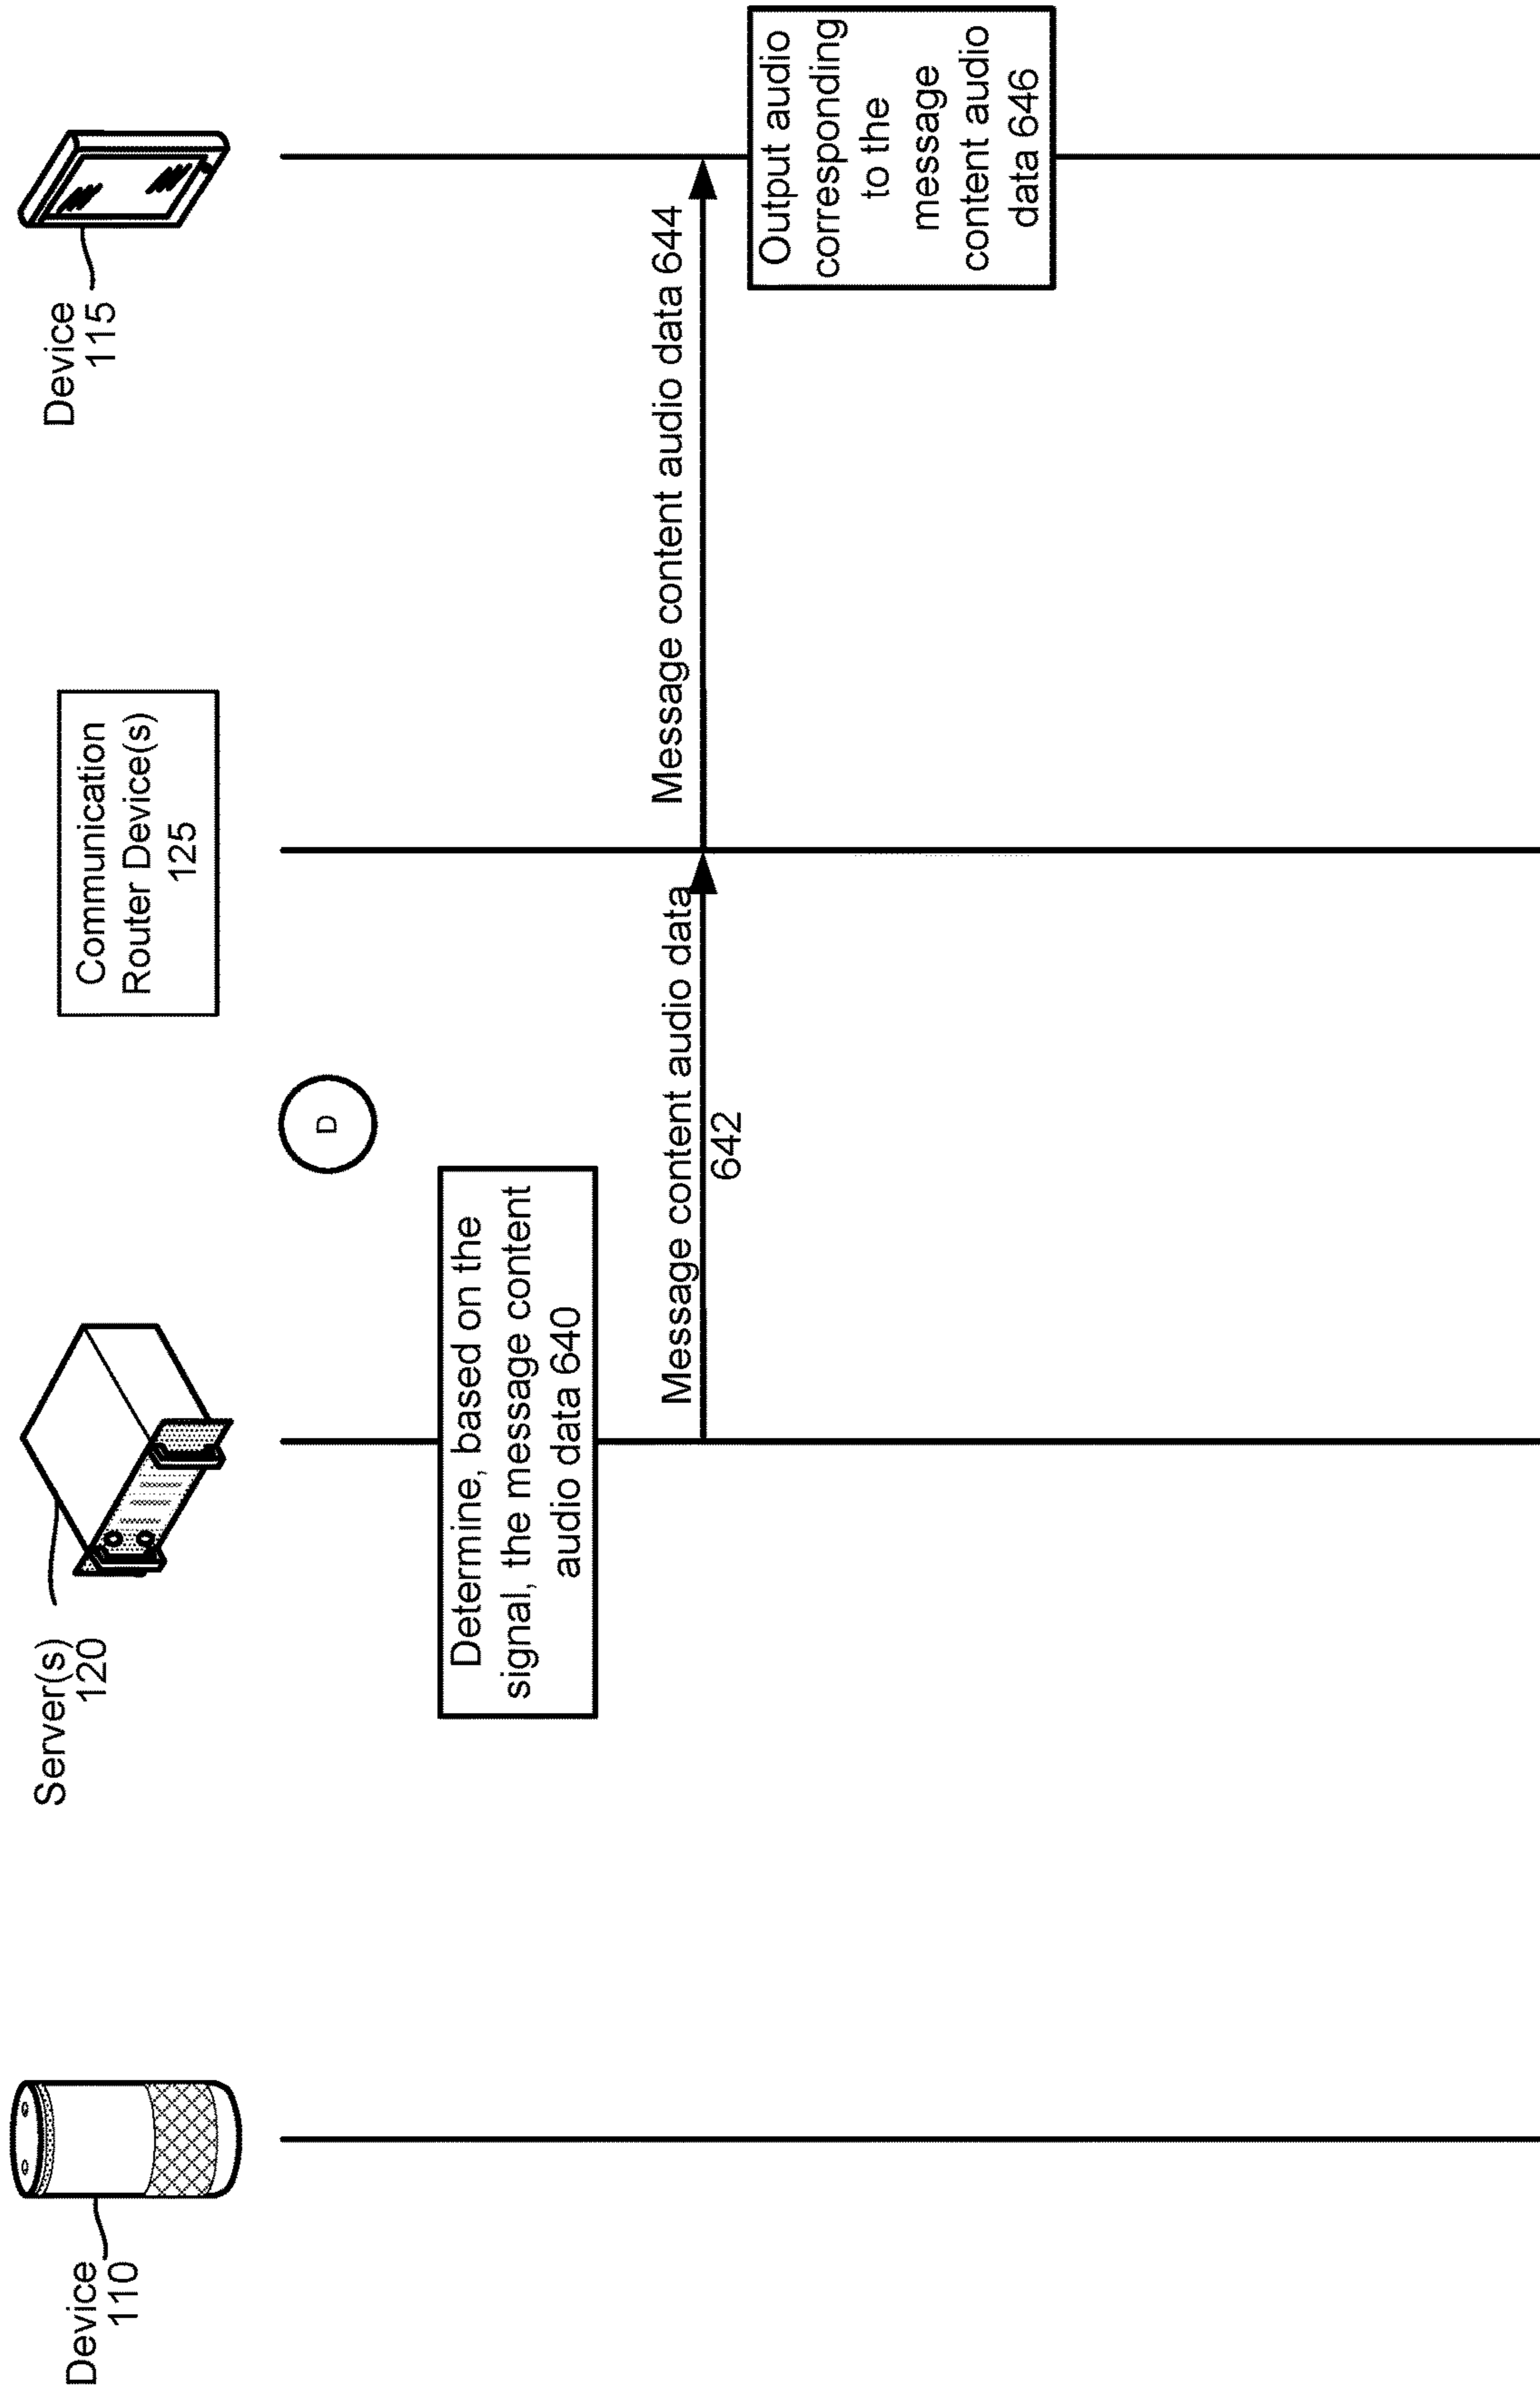 Device
110
Server(s)
120
Communication
Router Device(s)
125
Device
115
D
Determine, based on the
signal, the message content
audio data 640
Message content audio data
642
Message content audio data 644
Output audio
corresponding
to the
message
content audio
data 646